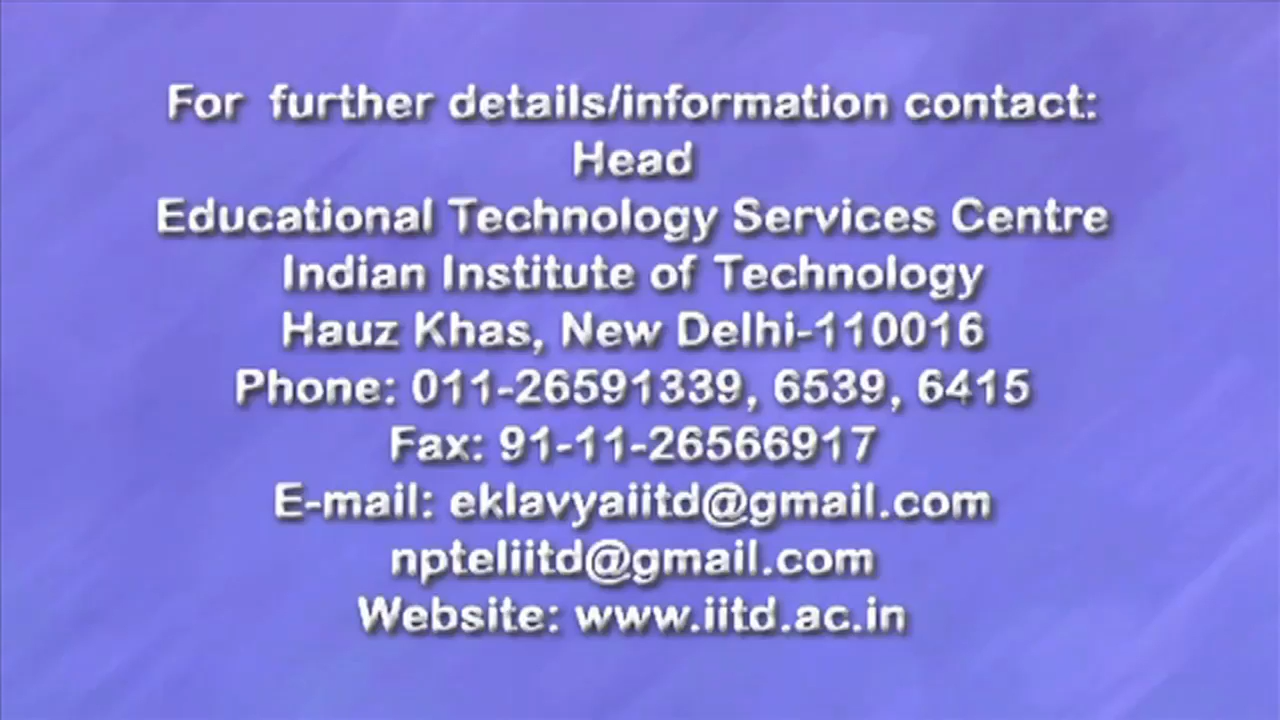 For further details/information contact:
Head
Educational Technology Services Centre
Indian Institute of Technology
Hauz Khas, New Delhi-110016
Phone: 011-26591339, 6539, 6415
Fax: 91-11-26566917
E-mail: eklavyaiitd@gmail.com
npteliitd@gmail.com
Website: www.iitd.ac.in